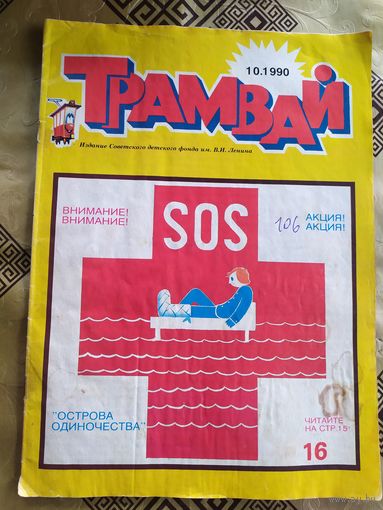 10.1990
ТРАМВАЙ
Издание Советского детского фонда им. В.И. Ленина
ВНИМАНИЕ!
ВНИМАНИЕ!
SOS
106
АКЦИЯ!
АКЦИЯ!
"ОСТРОВА
ОДИНОЧЕСТВА"
ЧИТАЙТЕ
НА СТР.15
16